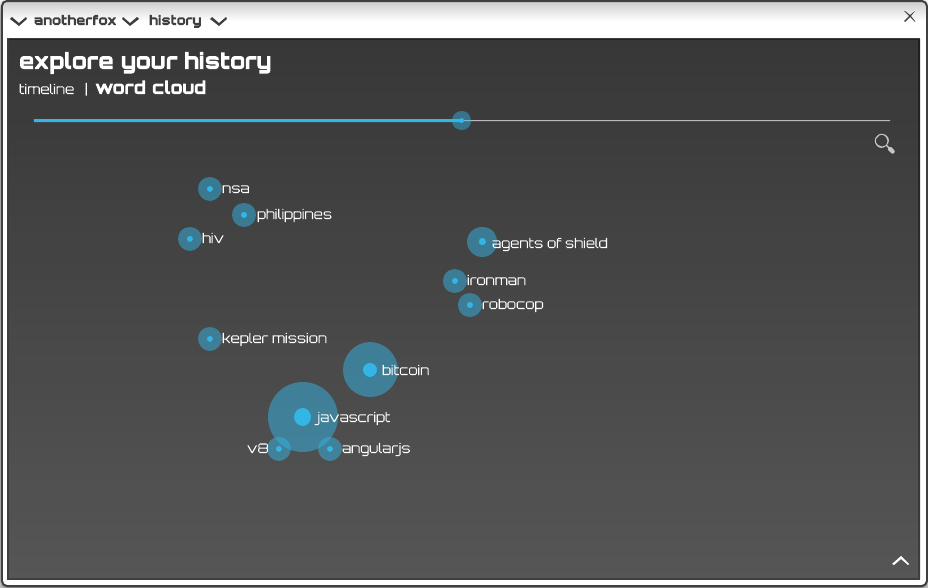 anotherfox history
explore your history
timeline | word cloud
nsa
philippines
hiv
agents of shield
ironman
robocop
kepler mission
bitcoin
javascript
v8 angularjs